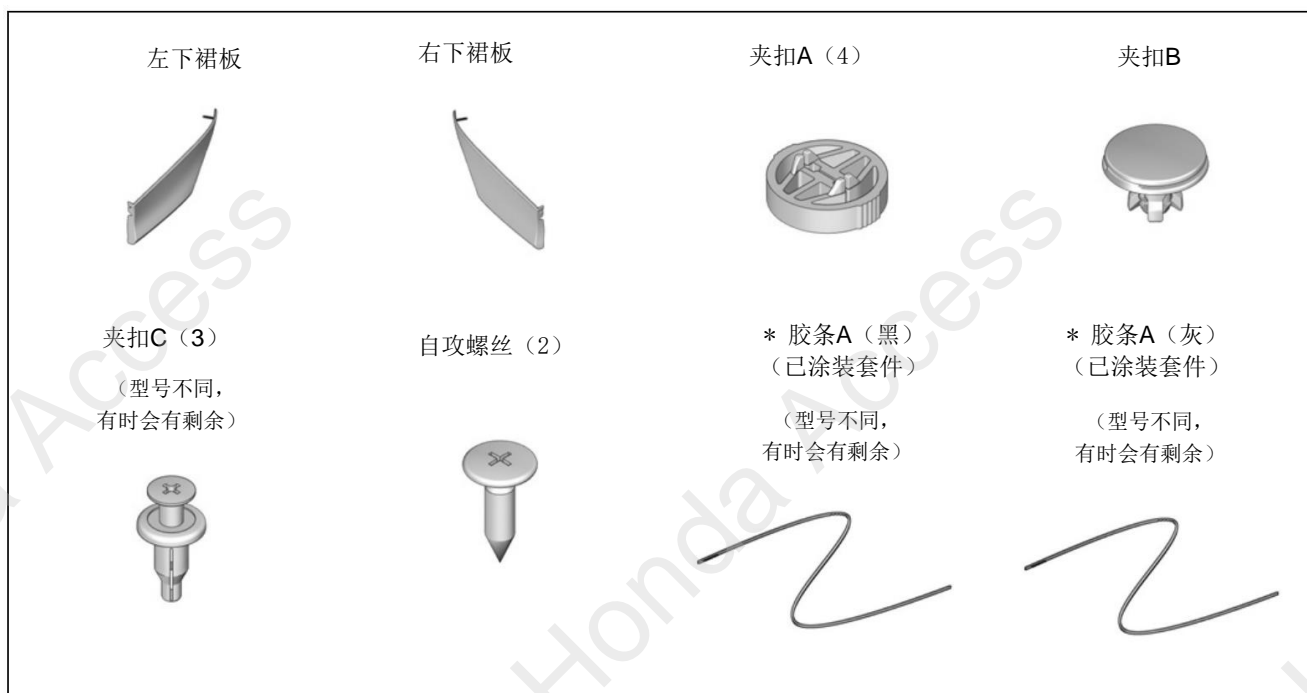 左下裙板
右下裙板
夹扣A（4）
夹扣B
夹扣C（3）
（型号不同，
有时会有剩余）
自攻螺丝（2）
* 胶条A（黑）
（已涂装套件）
（型号不同，
有时会有剩余）
* 胶条A（灰）
（已涂装套件）
（型号不同，
有时会有剩余）
Honda Access
Access